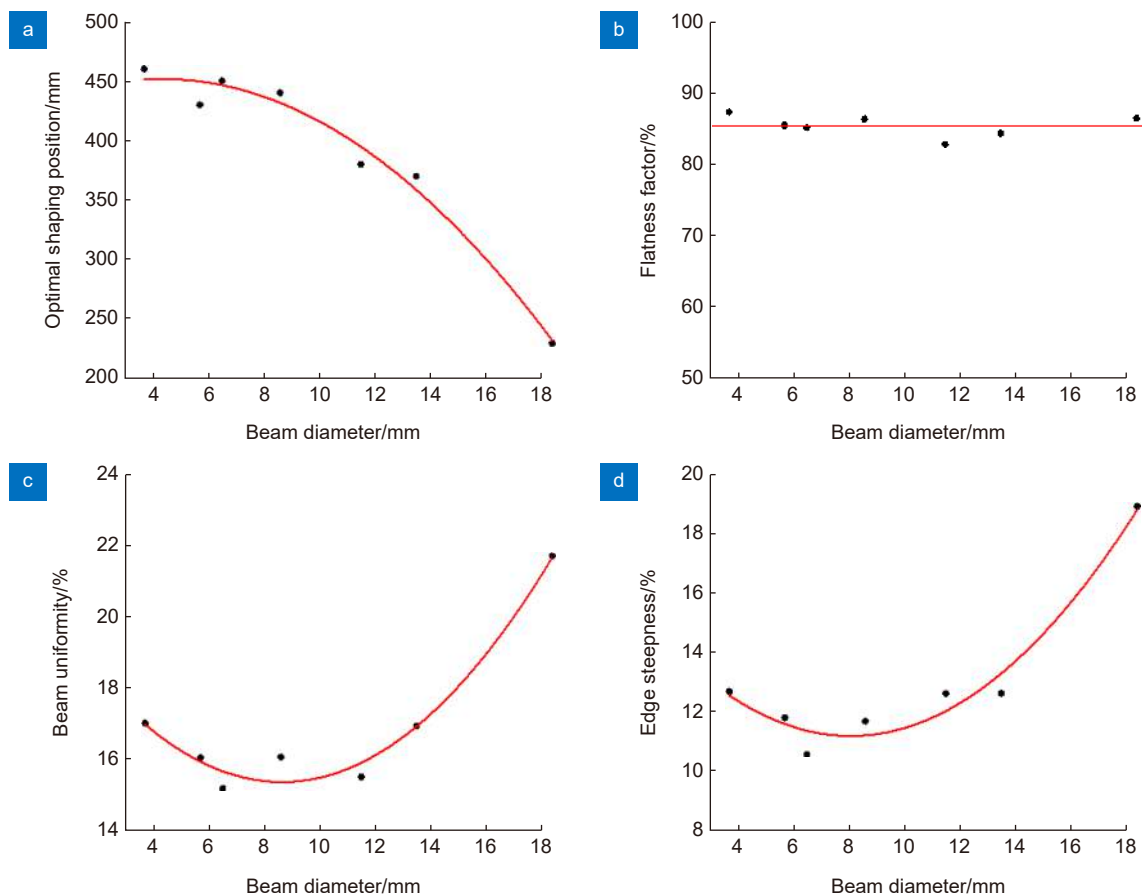 a
500
450
400
350
300
250
200
Optimal shaping position/mm
4 6 8 10 12 14 16 18
Beam diameter/mm
b
100
90
80
70
60
50
Flatness factor/%
4 6 8 10 12 14 16 18
Beam diameter/mm
c
24
22
20
18
16
14
Beam uniformity/%
4 6 8 10 12 14 16 18
Beam diameter/mm
d
20
18
16
14
12
10
8
Edge steepness/%
4 6 8 10 12 14 16 18
Beam diameter/mm